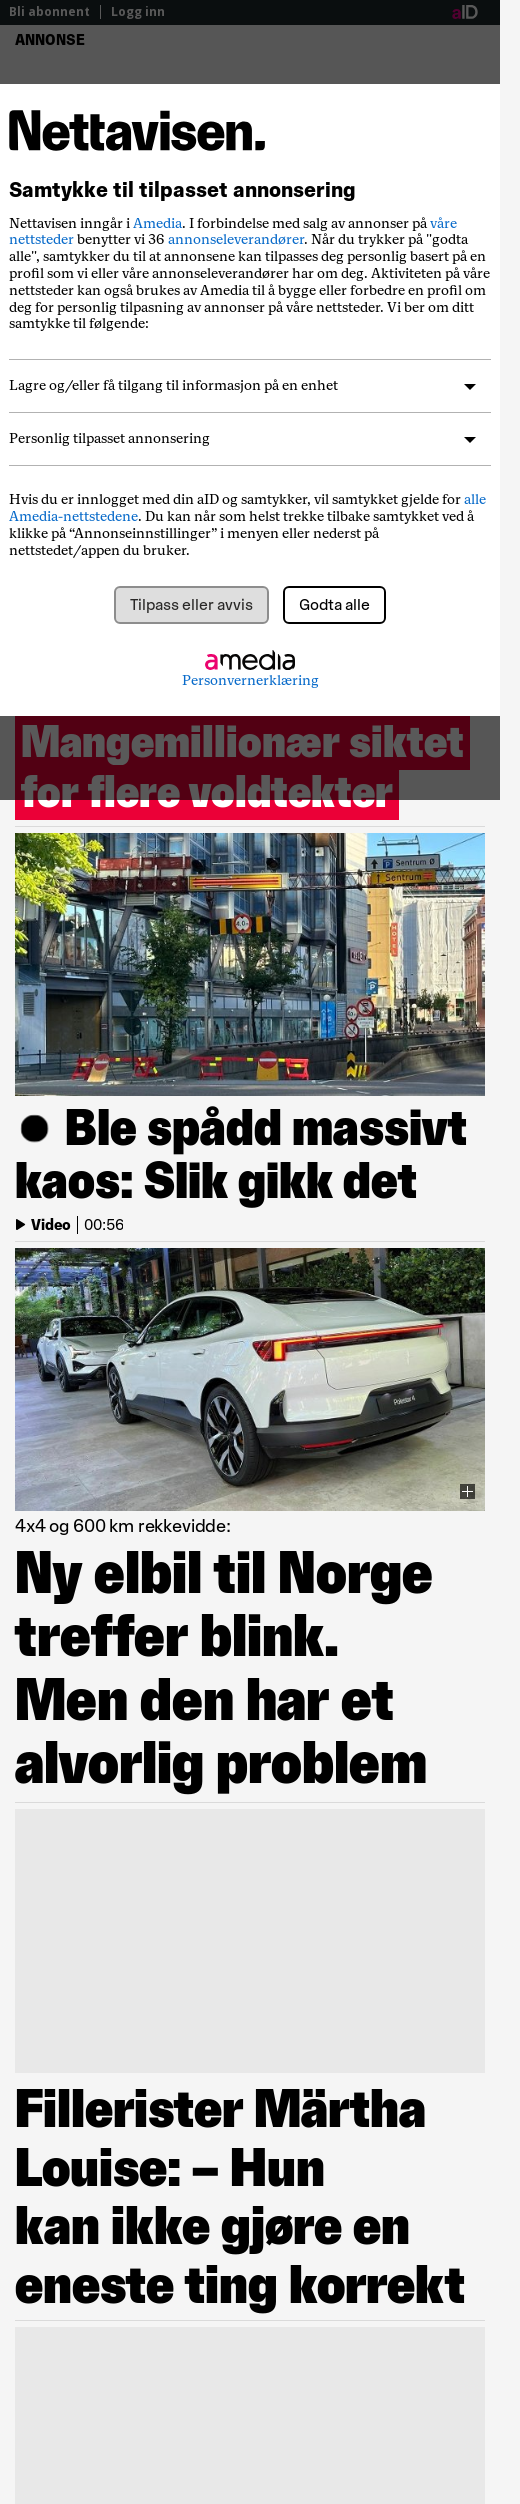 Bli abonnent | Logg inn aID
ANNONSE
Nettavisen.
Samtykke til tilpasset annonsering
Nettavisen inngår i Amedia. I forbindelse med salg av annonser på våre
nettsteder benytter vi 36 annonseleverandører. Når du trykker på "godta
alle", samtykker du til at annonsene kan tilpasses deg personlig basert på en
profil som vi eller våre annonseleverandører har om deg. Aktiviteten på våre
nettsteder kan også brukes av Amedia til å bygge eller forbedre en profil om
deg for personlig tilpasning av annonser på våre nettsteder. Vi ber om ditt
samtykke til følgende:
Lagre og/eller få tilgang til informasjon på en enhet
Personlig tilpasset annonsering
Hvis du er innlogget med din aID og samtykker, vil samtykket gjelde for alle
Amedia-nettstedene. Du kan når som helst trekke tilbake samtykket ved å
klikke på “Annonseinnstillinger” i menyen eller nederst på
nettstedet/appen du bruker.
Tilpass eller avvis Godta alle
amedia
Personvernerklæring
Mangemillionær siktet
for flere voldtekter
Sentrum
Sentrum
HOTEL
Ble spådd massivt
kaos: Slik gikk det
Video | 00:56
Polestar 4
4x4 og 600 km rekkevidde:
Ny elbil til Norge
treffer blink.
Men den har et
alvorlig problem
Fillerister Märtha
Louise: – Hun
kan ikke gjøre en
eneste ting korrekt